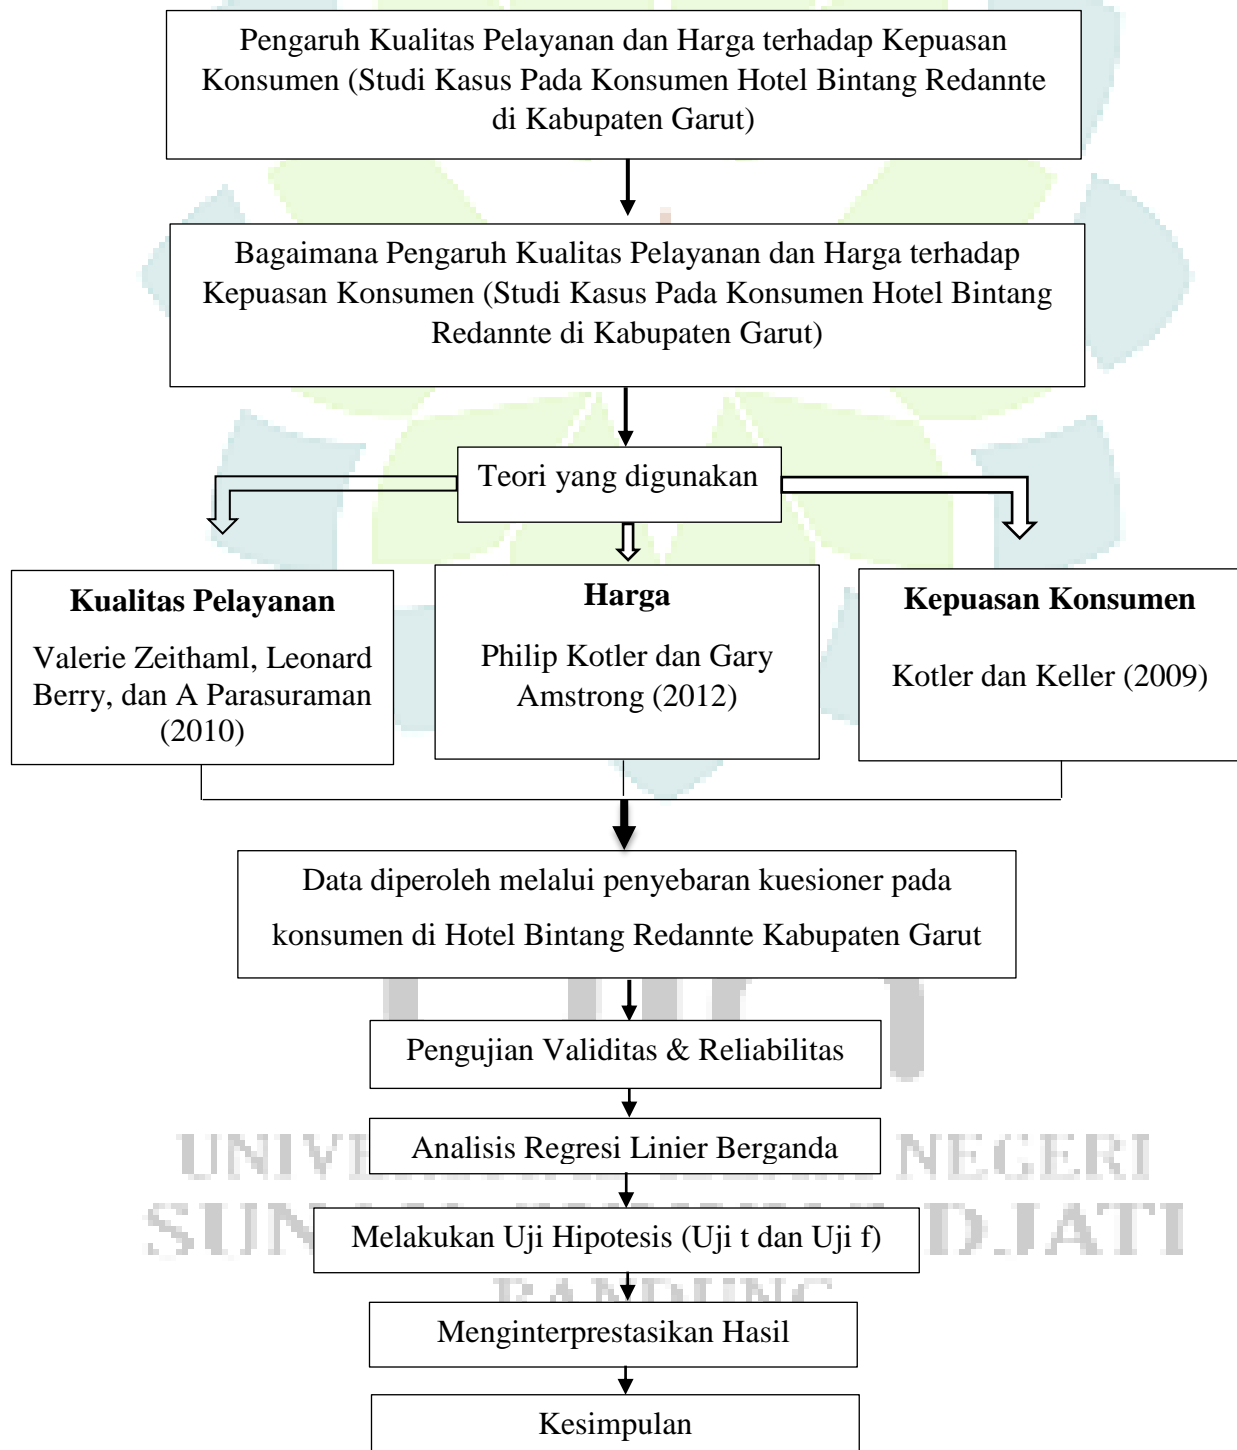 Pengaruh Kualitas Pelayanan dan Harga terhadap Kepuasan
Konsumen (Studi Kasus Pada Konsumen Hotel Bintang Redannte
di Kabupaten Garut)
Bagaimana Pengaruh Kualitas Pelayanan dan Harga terhadap
Kepuasan Konsumen (Studi Kasus Pada Konsumen Hotel Bintang
Redannte di Kabupaten Garut)
Teori yang digunakan
Kualitas Pelayanan
Valerie Zeithaml, Leonard
Berry, dan A Parasuraman
(2010)
Harga
Philip Kotler dan Gary
Amstrong (2012)
Kepuasan Konsumen
Kotler dan Keller (2009)
Data diperoleh melalui penyebaran kuesioner pada
konsumen di Hotel Bintang Redannte Kabupaten Garut
Pengujian Validitas & Reliabilitas
Analisis Regresi Linier Berganda
NEGERI
Melakukan Uji Hipotesis (Uji t dan Uji f)
DJATI
BANDUNG
Menginterprestasikan Hasil
Kesimpulan